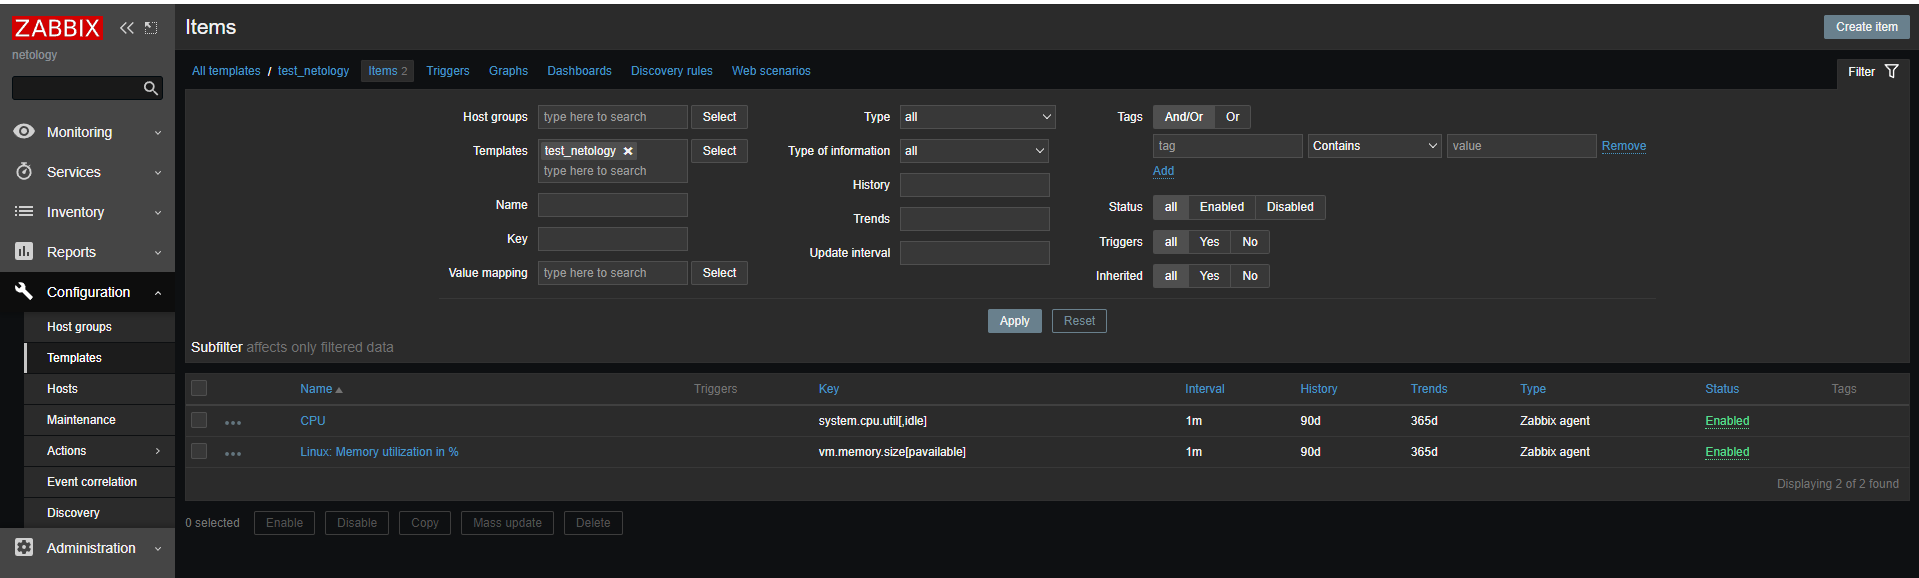 ZABBIX
netology
Monitoring
Services
Inventory
Reports
Configuration
Host groups
Templates
Hosts
Maintenance
Actions
Event correlation
Discovery
Administration
Items
Create item
All templates / test_netology Items 2 Triggers Graphs Dashboards Discovery rules Web scenarios
Filter
Host groups type here to search Select
Templates test_netology Select
type here to search
Name
Key
Value mapping type here to search Select
Type all
Type of information all
History
Trends
Update interval
Tags And/Or Or
tag Contains value Remove
Add
Status all Enabled Disabled
Triggers all Yes No
Inherited all Yes No
Apply Reset
Subfilter affects only filtered data
Name Triggers Key Interval History Trends Type Status Tags
CPU system.cpu.util[,idle] 1m 90d 365d Zabbix agent Enabled
Linux: Memory utilization in % vm.memory.size[pavailable] 1m 90d 365d Zabbix agent Enabled
Displaying 2 of 2 found
0 selected Enable Disable Copy Mass update Delete